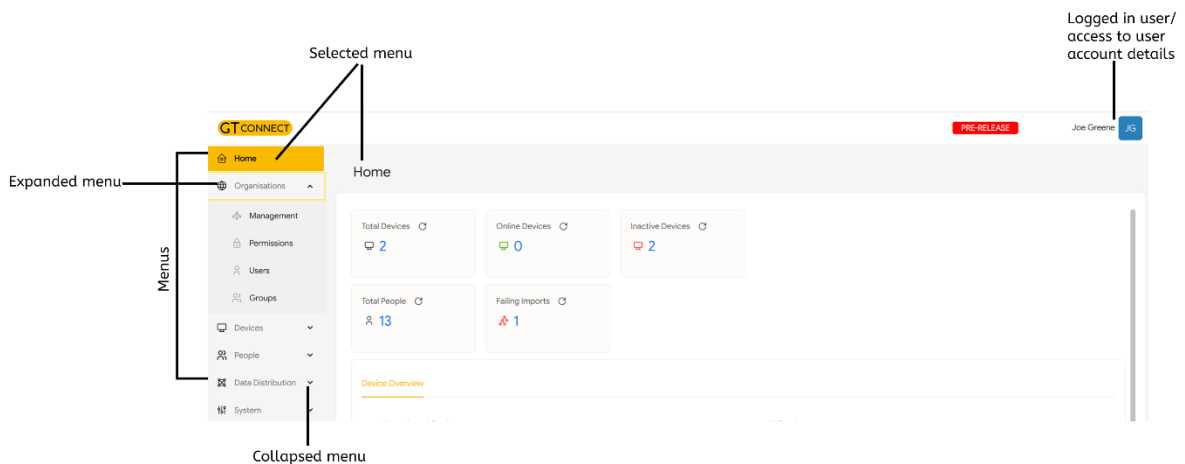 Logged in user/
access to user
account details
Selected menu
GT CONNECT
PRE-RELEASE
Joe Greene
JG
Home
Home
Expanded menu
Organisations
Management
Permissions
Users
Groups
Menus
Devices
People
Data Distribution
System
Total Devices
2
Online Devices
0
Inactive Devices
2
Total People
13
Failing Imports
1
Device Overview
Collapsed menu